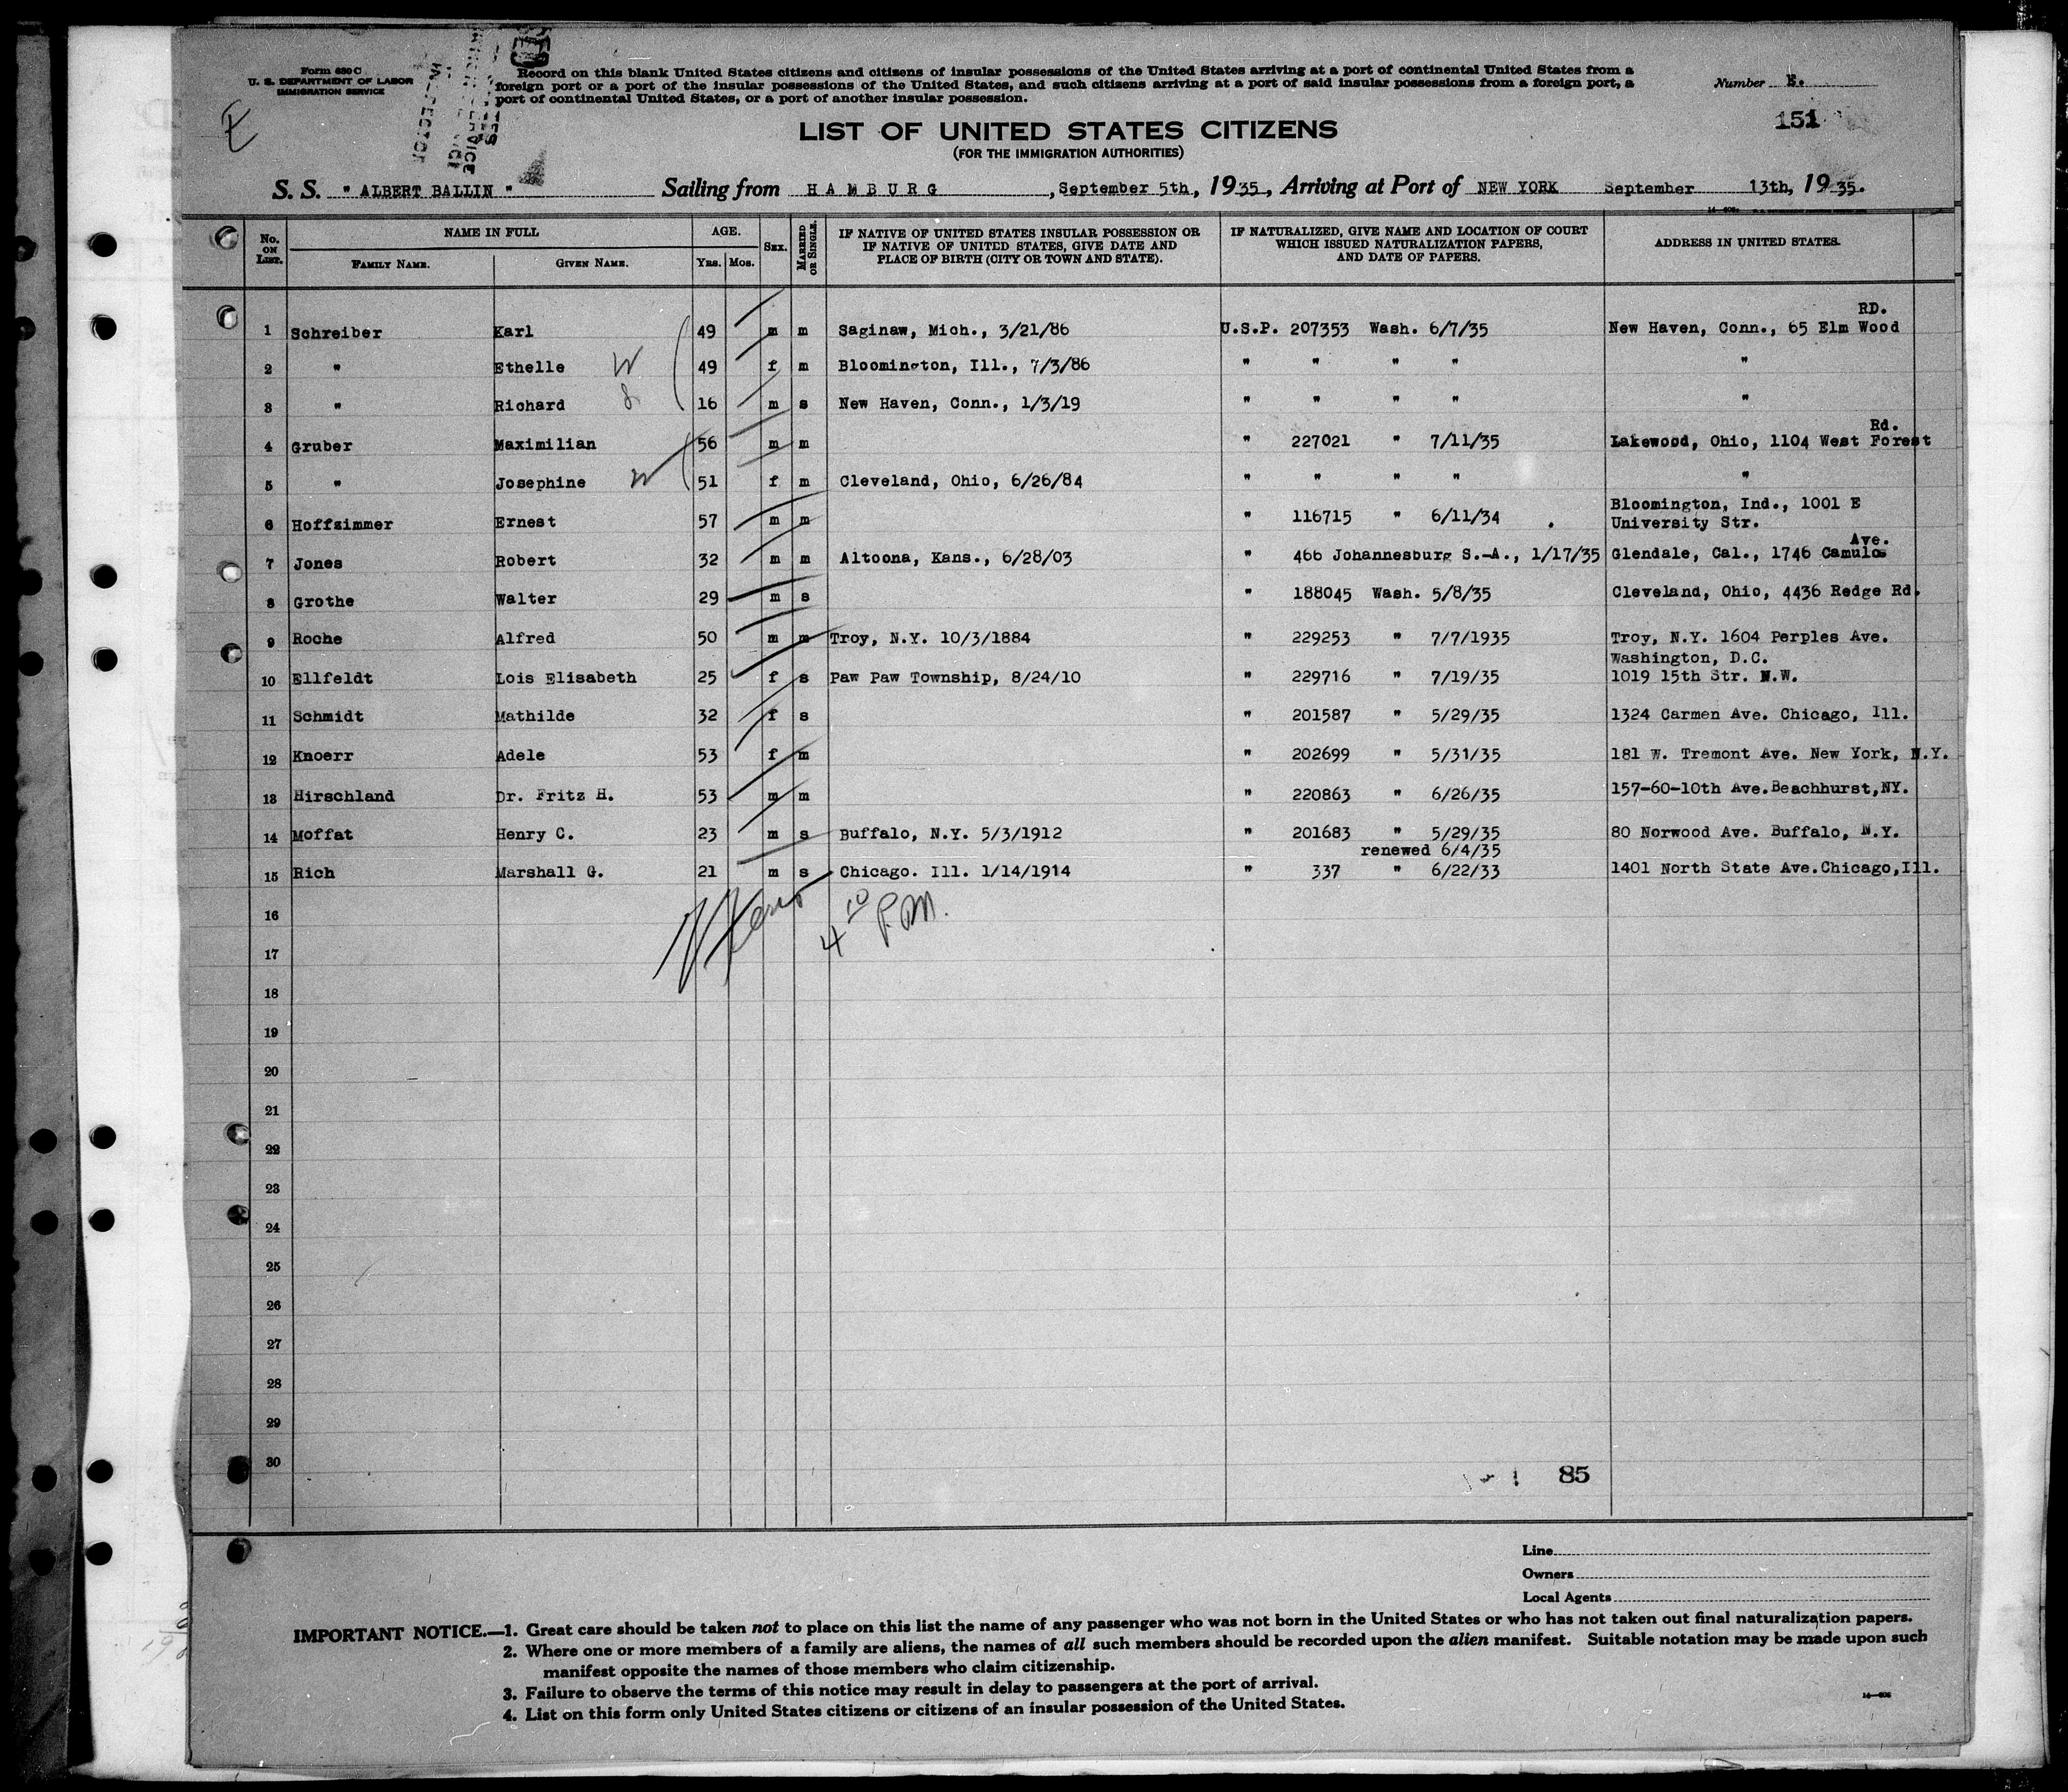 Form 630 C
U. S. DEPARTMENT OF LABOR
IMMIGRATION SERVICE
E
Record on this blank United States citizens and citizens of insular possessions of the United States arriving at a port of continental United States from a
foreign port or a port of the insular possessions of the United States, and such citizens arriving at a port of said insular possessions from a foreign port, a
port of continental United States, or a port of another insular possession.
Number E.
151
LIST OF UNITED STATES CITIZENS
(FOR THE IMMIGRATION AUTHORITIES)
S. S. " ALBERT BALLIN " Sailing from HAMBURG, September 5th, 1935, Arriving at Port of NEW YORK September 13th, 1935.
No. ON LIST. NAME IN FULL FAMILY NAME. GIVEN NAME. AGE. YRS. MOS. SEX. MARRIED OR SINGLE. IF NATIVE OF UNITED STATES INSULAR POSSESSION OR IF NATIVE OF UNITED STATES, GIVE DATE AND PLACE OF BIRTH (CITY OR TOWN AND STATE). IF NATURALIZED, GIVE NAME AND LOCATION OF COURT WHICH ISSUED NATURALIZATION PAPERS, AND DATE OF PAPERS. ADDRESS IN UNITED STATES.
RD.
1 Schreiber Karl 49 m m Saginaw, Mich., 3/21/86 U.S.P. 207353 Wash. 6/7/35 New Haven, Conn., 65 Elm Wood
2 " Ethelle W 49 f m Bloomington, Ill., 7/3/86 " " " " "
3 " Richard 16 m s New Haven, Conn., 1/3/19 " " " " "
Rd.
4 Gruber Maximilian 56 m m " 227021 " 7/11/35 Lakewood, Ohio, 1104 West Forest
5 " Josephine W 51 f m Cleveland, Ohio, 6/26/84 " " " " "
Bloomington, Ind., 1001 E
6 Hoffzimmer Ernest 57 m m " 116715 " 6/11/34 University Str.
Ave.
7 Jones Robert 32 m m Altoona, Kans., 6/28/03 " 466 Johannesburg S.-A., 1/17/35 Glendale, Cal., 1746 Camulos
8 Grothe Walter 29 m s " 188045 Wash. 5/8/35 Cleveland, Ohio, 4436 Redge Rd.
9 Roche Alfred 50 m m Troy, N.Y. 10/3/1884 " 229253 " 7/7/1935 Troy, N.Y. 1604 Perples Ave.
Washington, D.C.
10 Ellfeldt Lois Elisabeth 25 f s Paw Paw Township, 8/24/10 " 229716 " 7/19/35 1019 15th Str. N.W.
11 Schmidt Mathilde 32 f s " 201587 " 5/29/35 1324 Carmen Ave. Chicago, Ill.
12 Knoerr Adele 53 f m " 202699 " 5/31/35 181 W. Tremont Ave. New York, N.Y.
13 Hirschland Dr. Fritz H. 53 m m " 220863 " 6/26/35 157-60-10th Ave.Beachhurst,NY.
14 Moffat Henry C. 23 m s Buffalo, N.Y. 5/3/1912 " 201683 " 5/29/35 80 Norwood Ave. Buffalo, N.Y.
renewed 6/4/35
15 Rich Marshall G. 21 m s Chicago. Ill. 1/14/1914 " 337 " 6/22/33 1401 North State Ave.Chicago,Ill.
16
4 10 P.M.
17
18
19
20
21
22
23
24
25
26
27
28
29
30
85
Line
Owners
Local Agents
IMPORTANT NOTICE.—1. Great care should be taken not to place on this list the name of any passenger who was not born in the United States or who has not taken out final naturalization papers.
2. Where one or more members of a family are aliens, the names of all such members should be recorded upon the alien manifest. Suitable notation may be made upon such
manifest opposite the names of those members who claim citizenship.
3. Failure to observe the terms of this notice may result in delay to passengers at the port of arrival.
4. List on this form only United States citizens or citizens of an insular possession of the United States.